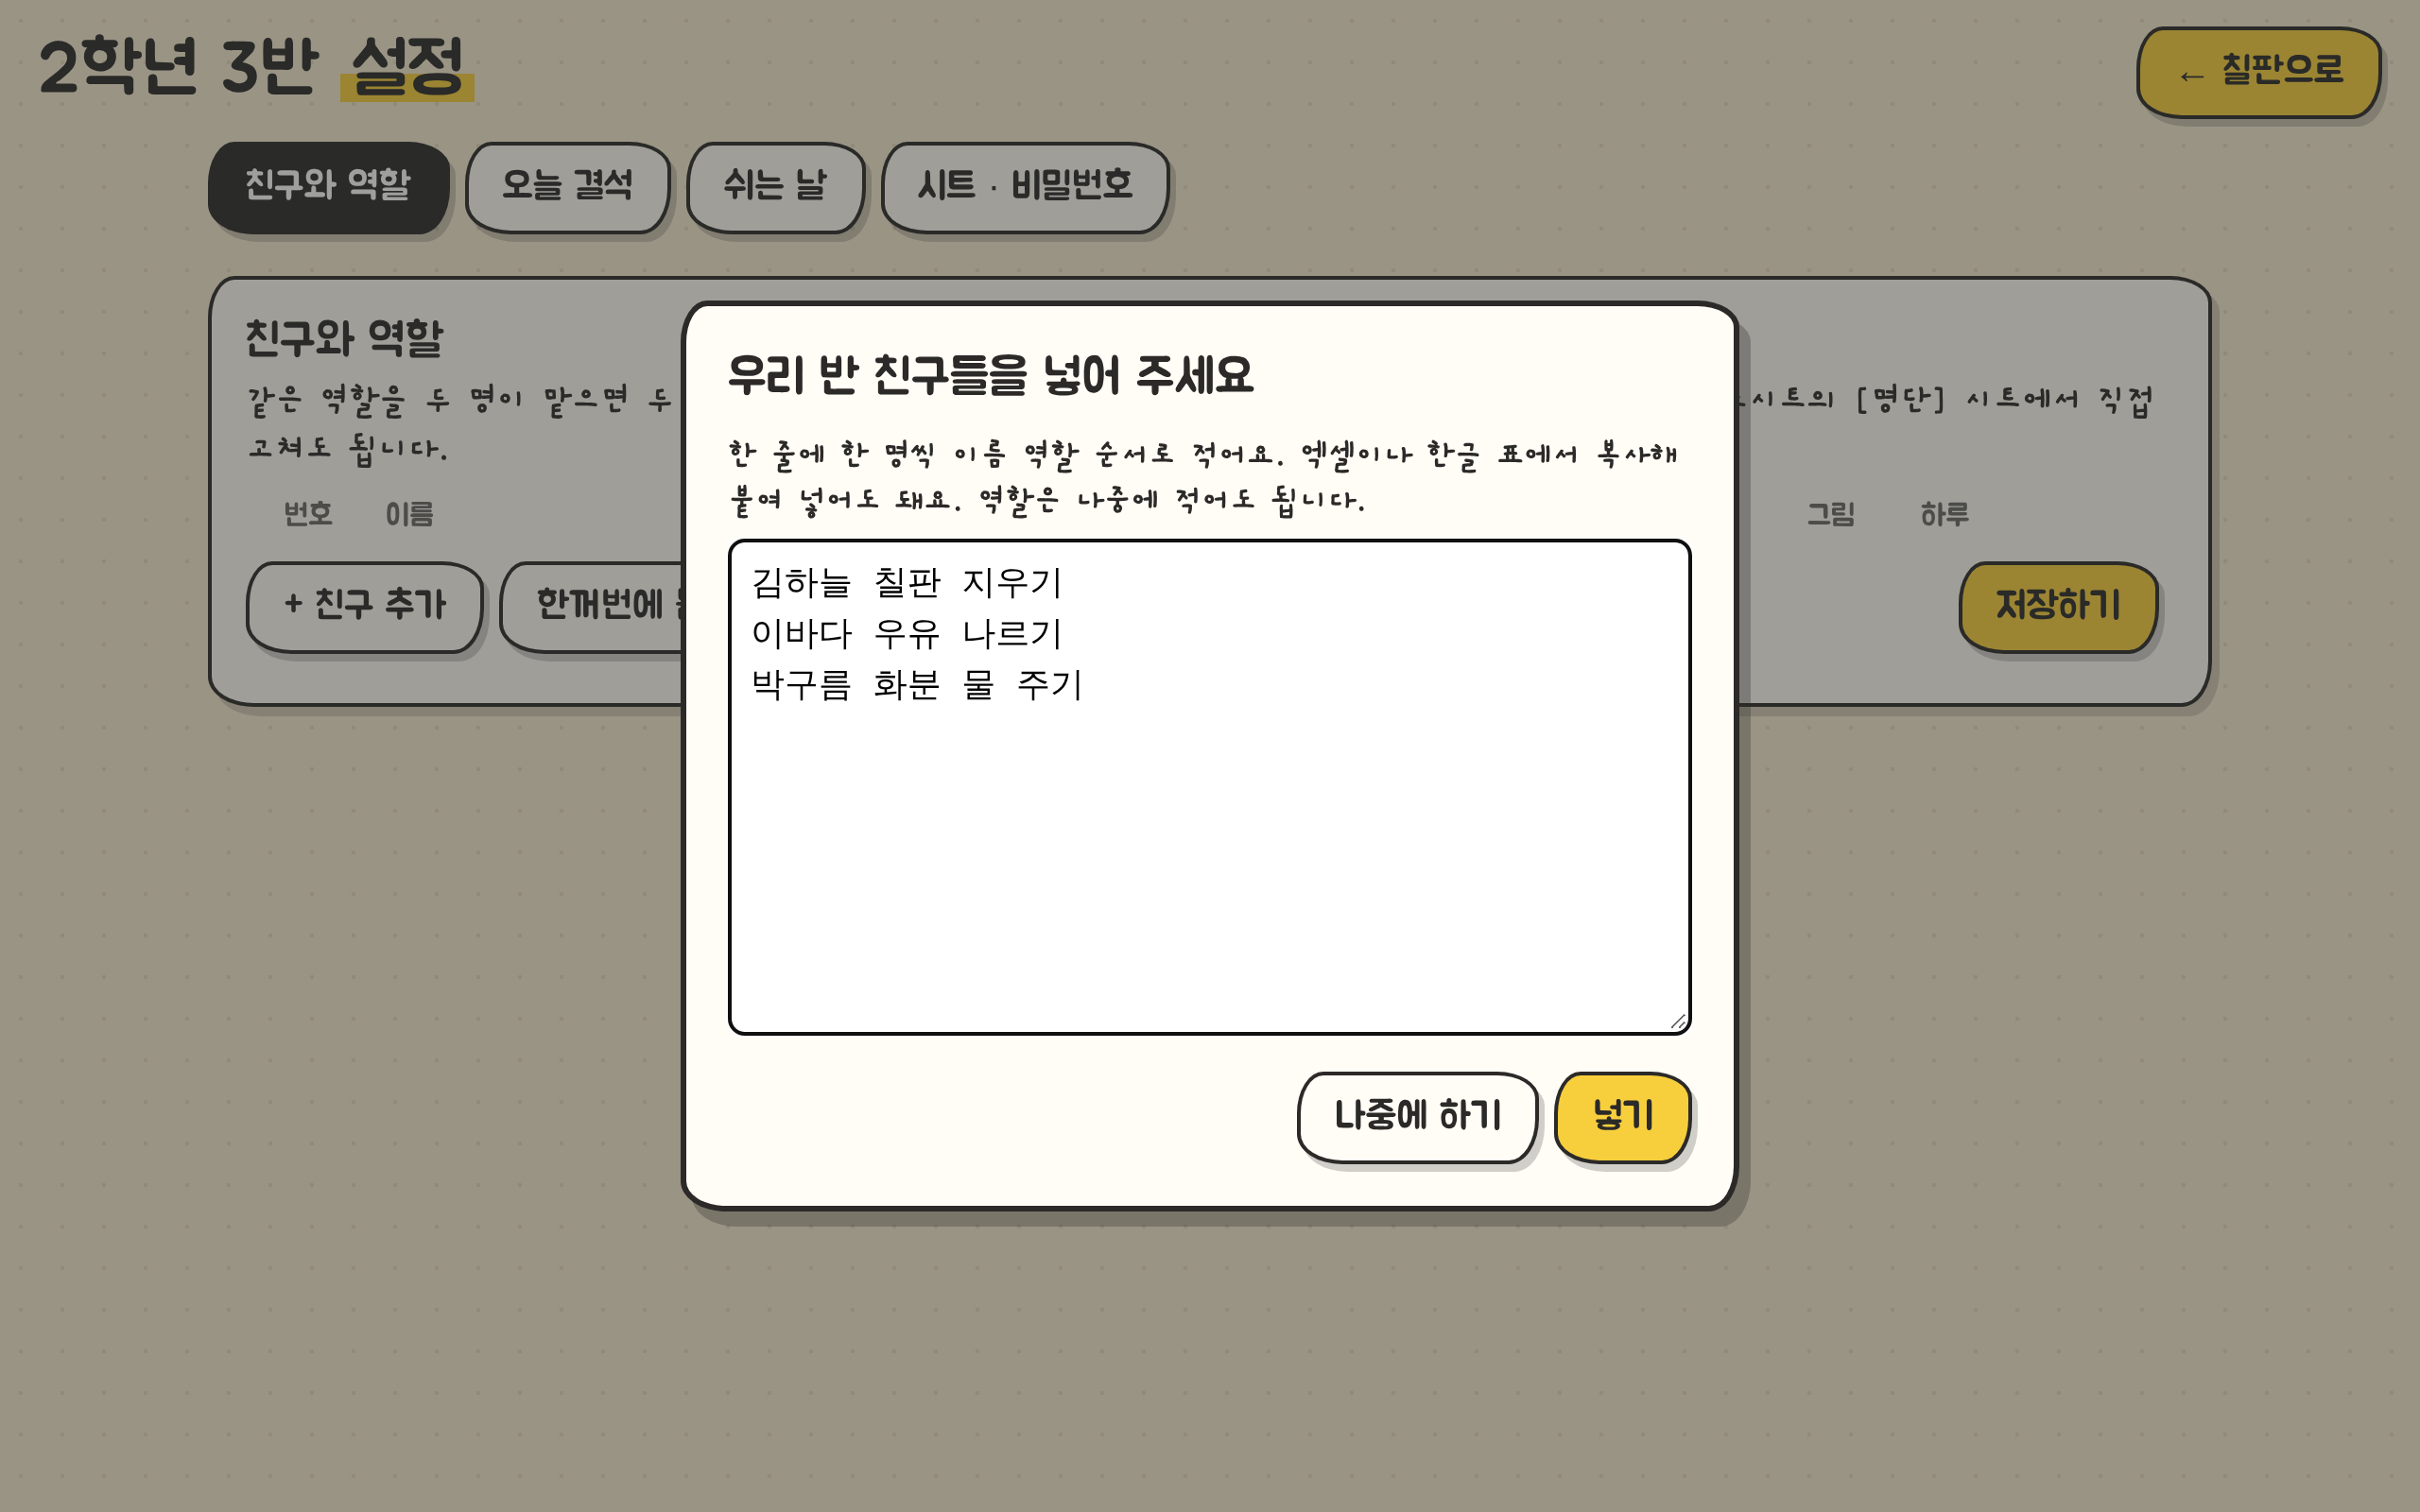 2학년 3반 설정
← 칠판으로
친구와 역할
오늘 결석
쉬는 날
시트 · 비밀번호
친구와 역할
같은 역할을 두 명이 맡으면 두
시트의 [명단] 시트에서 직접
고쳐도 됩니다.
번호 이름
그림 하루
+ 친구 추가
한꺼번에
저장하기
우리 반 친구들을 넣어 주세요
한 줄에 한 명씩 이름 역할 순서로 적어요. 엑셀이나 한글 표에서 복사해
붙여 넣어도 돼요. 역할은 나중에 적어도 됩니다.
김하늘 칠판 지우기
이바다 우유 나르기
박구름 화분 물 주기
나중에 하기
넣기